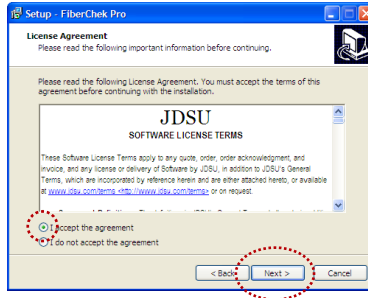 Setup - FiberChek Pro
License Agreement
Please read the following important information before continuing.
Please read the following License Agreement. You must accept the terms of this
agreement before continuing with the installation.
JDSU
SOFTWARE LICENSE TERMS
These Software License Terms apply to any quote, order, order acknowledgment, and
invoice, and any license or delivery of Software by JDSU, in addition to JDSU's General
Terms, which are incorporated by reference herein and are either attached hereto, or available
at www.jdsu.com/terms <http://www.jdsu.com/terms> or on request.
I accept the agreement
I do not accept the agreement
< Back
Next >
Cancel